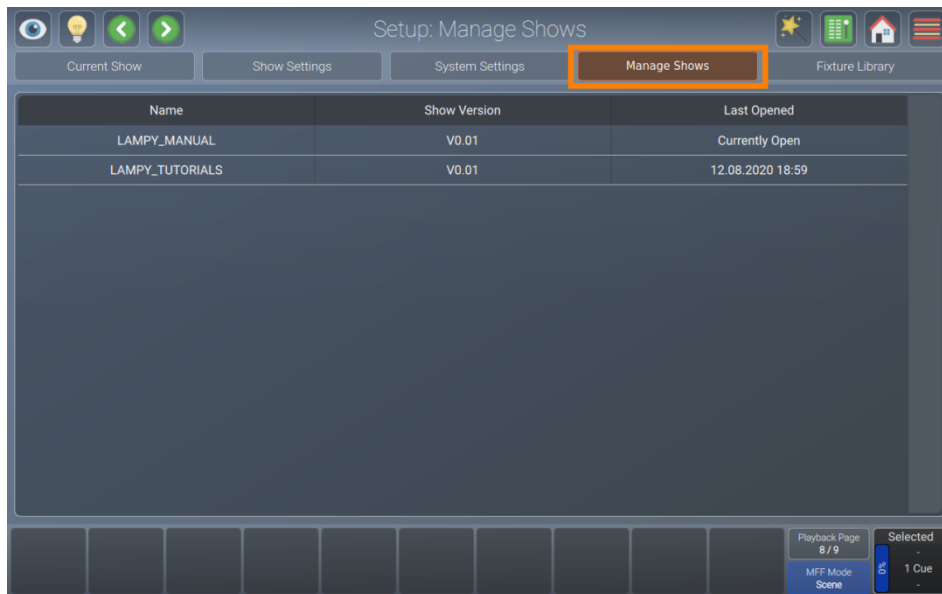 Setup: Manage Shows
Current Show Show Settings System Settings Manage Shows Fixture Library
Name Show Version Last Opened
LAMPY_MANUAL V0.01 Currently Open
LAMPY_TUTORIALS V0.01 12.08.2020 18:59
Playback Page
8 / 9
MFF Mode
Scene
0%
Selected
-
1 Cue
-